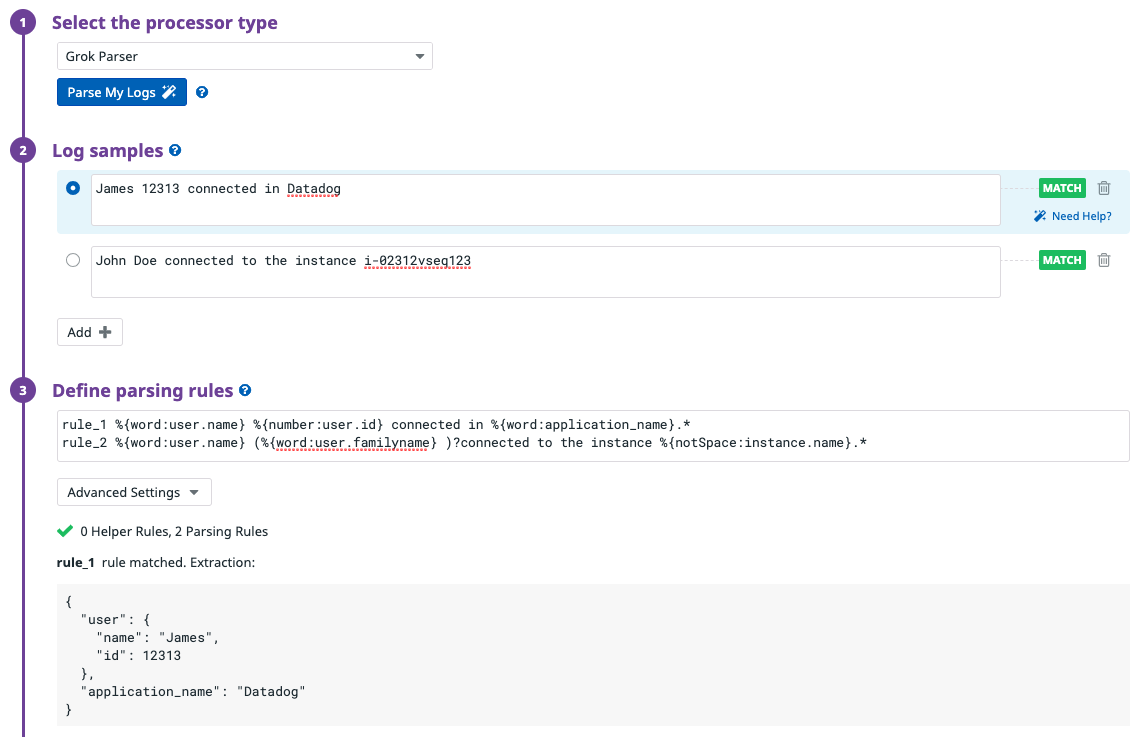 1 Select the processor type
Grok Parser
Parse My Logs ?
2 Log samples ?
James 12313 connected in Datadog
MATCH
Need Help?
John Doe connected to the instance i-02312vseq123
MATCH
Add
3 Define parsing rules ?
rule_1 %{word:user.name} %{number:user.id} connected in %{word:application_name}.*
rule_2 %{word:user.name} (%{word:user.familyname} )?connected to the instance %{notSpace:instance.name}.*
Advanced Settings
0 Helper Rules, 2 Parsing Rules
rule_1 rule matched. Extraction:
{
  "user": {
    "name": "James",
    "id": 12313
  },
  "application_name": "Datadog"
}